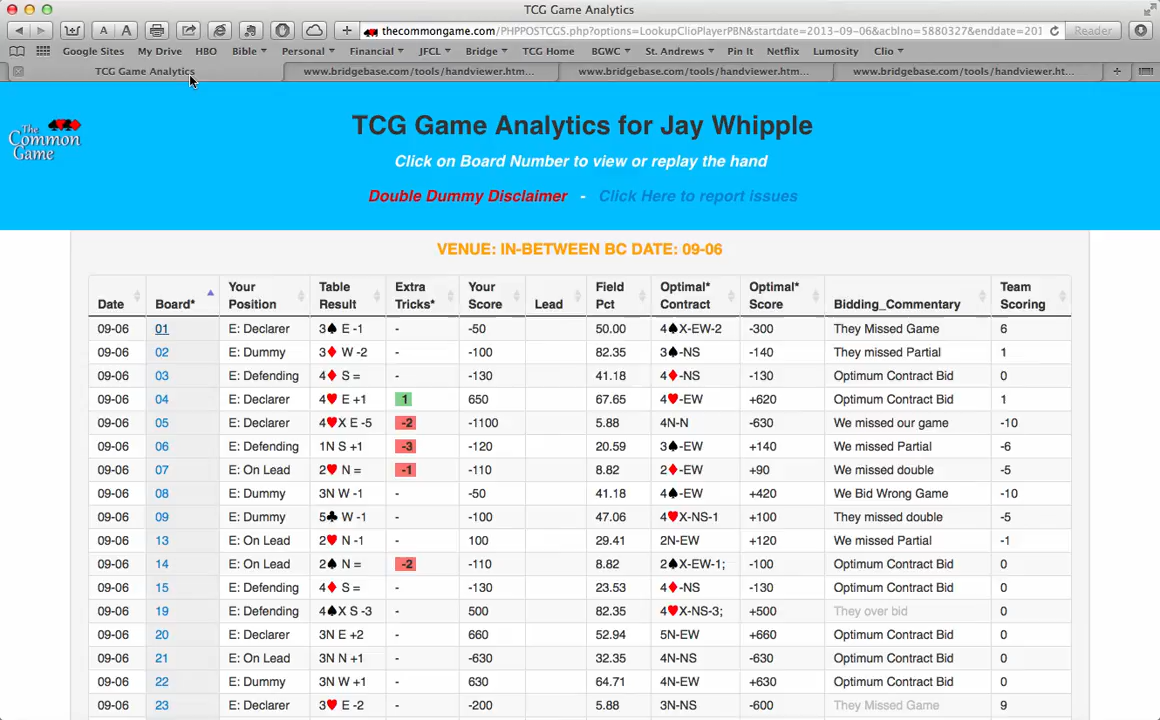 TCG Game Analytics
A A + thecommongame.com/PHPPOSTCGS.php?options=LookupClioPlayerPBN&startdate=2013-09-06&acblno=5880327&enddate=201 Reader
Google Sites My Drive HBO Bible Personal Financial JFCL Bridge TCG Home BGWC St. Andrews Pin It Netflix Lumosity Clio
TCG Game Analytics www.bridgebase.com/tools/handviewer.htm... www.bridgebase.com/tools/handviewer.htm... www.bridgebase.com/tools/handviewer.ht... +
The Common Game
TCG Game Analytics for Jay Whipple
Click on Board Number to view or replay the hand
Double Dummy Disclaimer - Click Here to report issues
VENUE: IN-BETWEEN BC DATE: 09-06
Date Board* Your Position Table Result Extra Tricks* Your Score Lead Field Pct Optimal* Contract Optimal* Score Bidding_Commentary Team Scoring
09-06 01 E: Declarer 3♠ E -1 - -50 50.00 4♠X-EW-2 -300 They Missed Game 6
09-06 02 E: Dummy 3♦ W -2 - -100 82.35 3♠-NS -140 They missed Partial 1
09-06 03 E: Defending 4♦ S = - -130 41.18 4♦-NS -130 Optimum Contract Bid 0
09-06 04 E: Declarer 4♥ E +1 1 650 67.65 4♥-EW +620 Optimum Contract Bid 1
09-06 05 E: Declarer 4♥X E -5 -2 -1100 5.88 4N-N -630 We missed our game -10
09-06 06 E: Defending 1N S +1 -3 -120 20.59 3♠-EW +140 We missed Partial -6
09-06 07 E: On Lead 2♥ N = -1 -110 8.82 2♦-EW +90 We missed double -5
09-06 08 E: Dummy 3N W -1 - -50 41.18 4♠-EW +420 We Bid Wrong Game -10
09-06 09 E: Dummy 5♣ W -1 - -100 47.06 4♥X-NS-1 +100 They missed double -5
09-06 13 E: On Lead 2♥ N -1 - 100 29.41 2N-EW +120 We missed Partial -1
09-06 14 E: On Lead 2♠ N = -2 -110 8.82 2♠X-EW-1; -100 Optimum Contract Bid 0
09-06 15 E: Defending 4♦ S = - -130 23.53 4♦-NS -130 Optimum Contract Bid 0
09-06 19 E: Defending 4♠X S -3 - 500 82.35 4♥X-NS-3; +500 They over bid 0
09-06 20 E: Declarer 3N E +2 - 660 52.94 5N-EW +660 Optimum Contract Bid 0
09-06 21 E: On Lead 3N N +1 - -630 32.35 4N-NS -630 Optimum Contract Bid 0
09-06 22 E: Dummy 3N W +1 - 630 64.71 4N-EW +630 Optimum Contract Bid 0
09-06 23 E: Declarer 3♥ E -2 - -200 5.88 3N-NS -600 They Missed Game 9